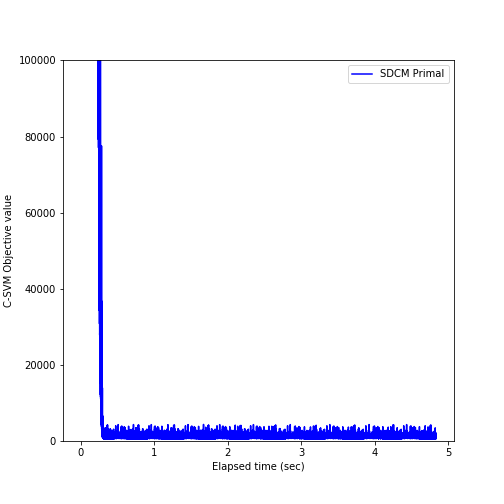 100000
80000
60000
40000
20000
0
C-SVM Objective value
SDCM Primal
0 1 2 3 4 5
Elapsed time (sec)